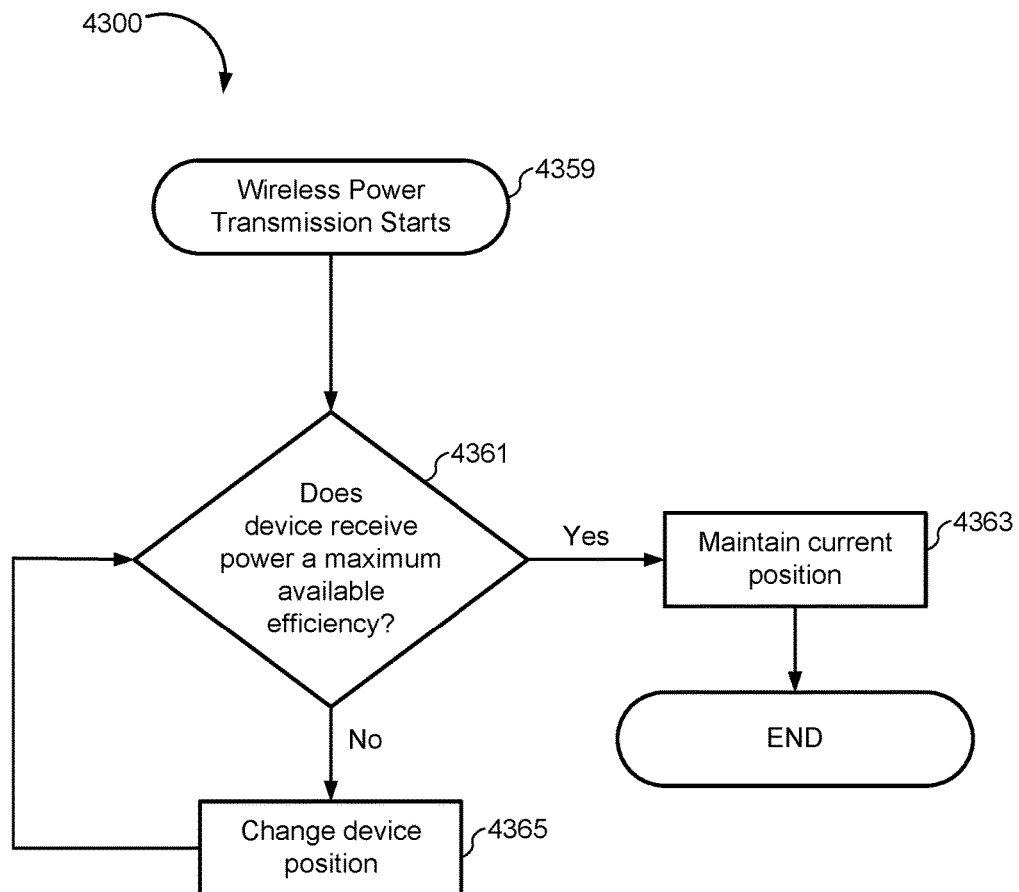 4300
Wireless Power
Transmission Starts
4359
Does
device receive
power a maximum
available
efficiency?
4361
Yes
Maintain current
position
4363
END
No
Change device
position
4365